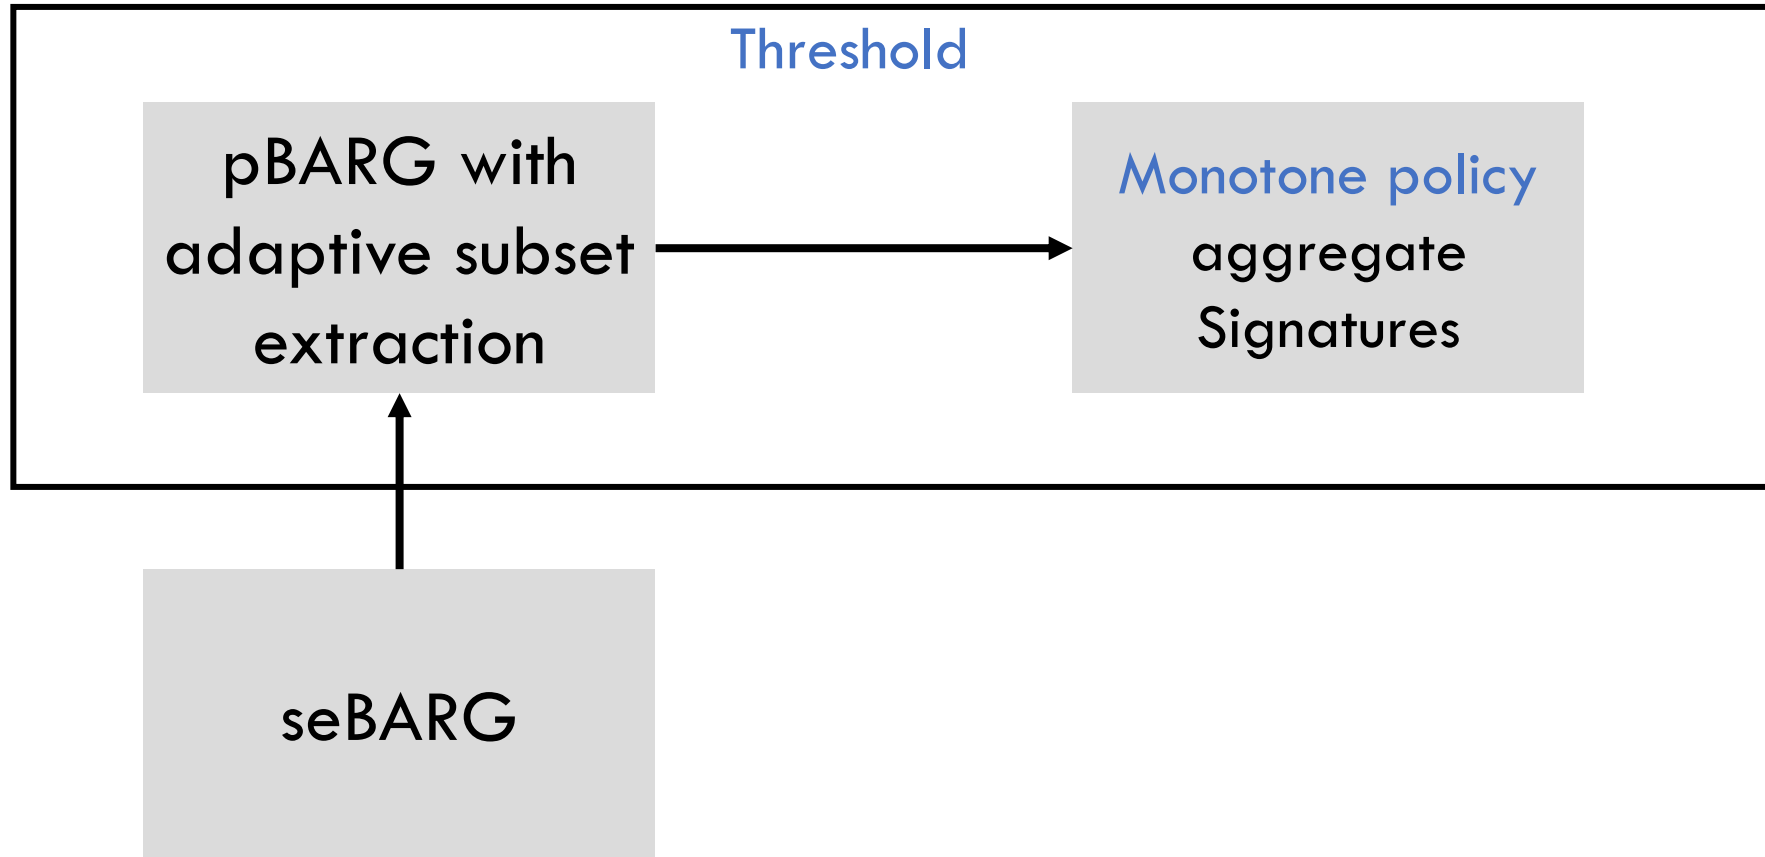 Threshold
pBARG with
adaptive subset
extraction
Monotone policy
aggregate
Signatures
seBARG